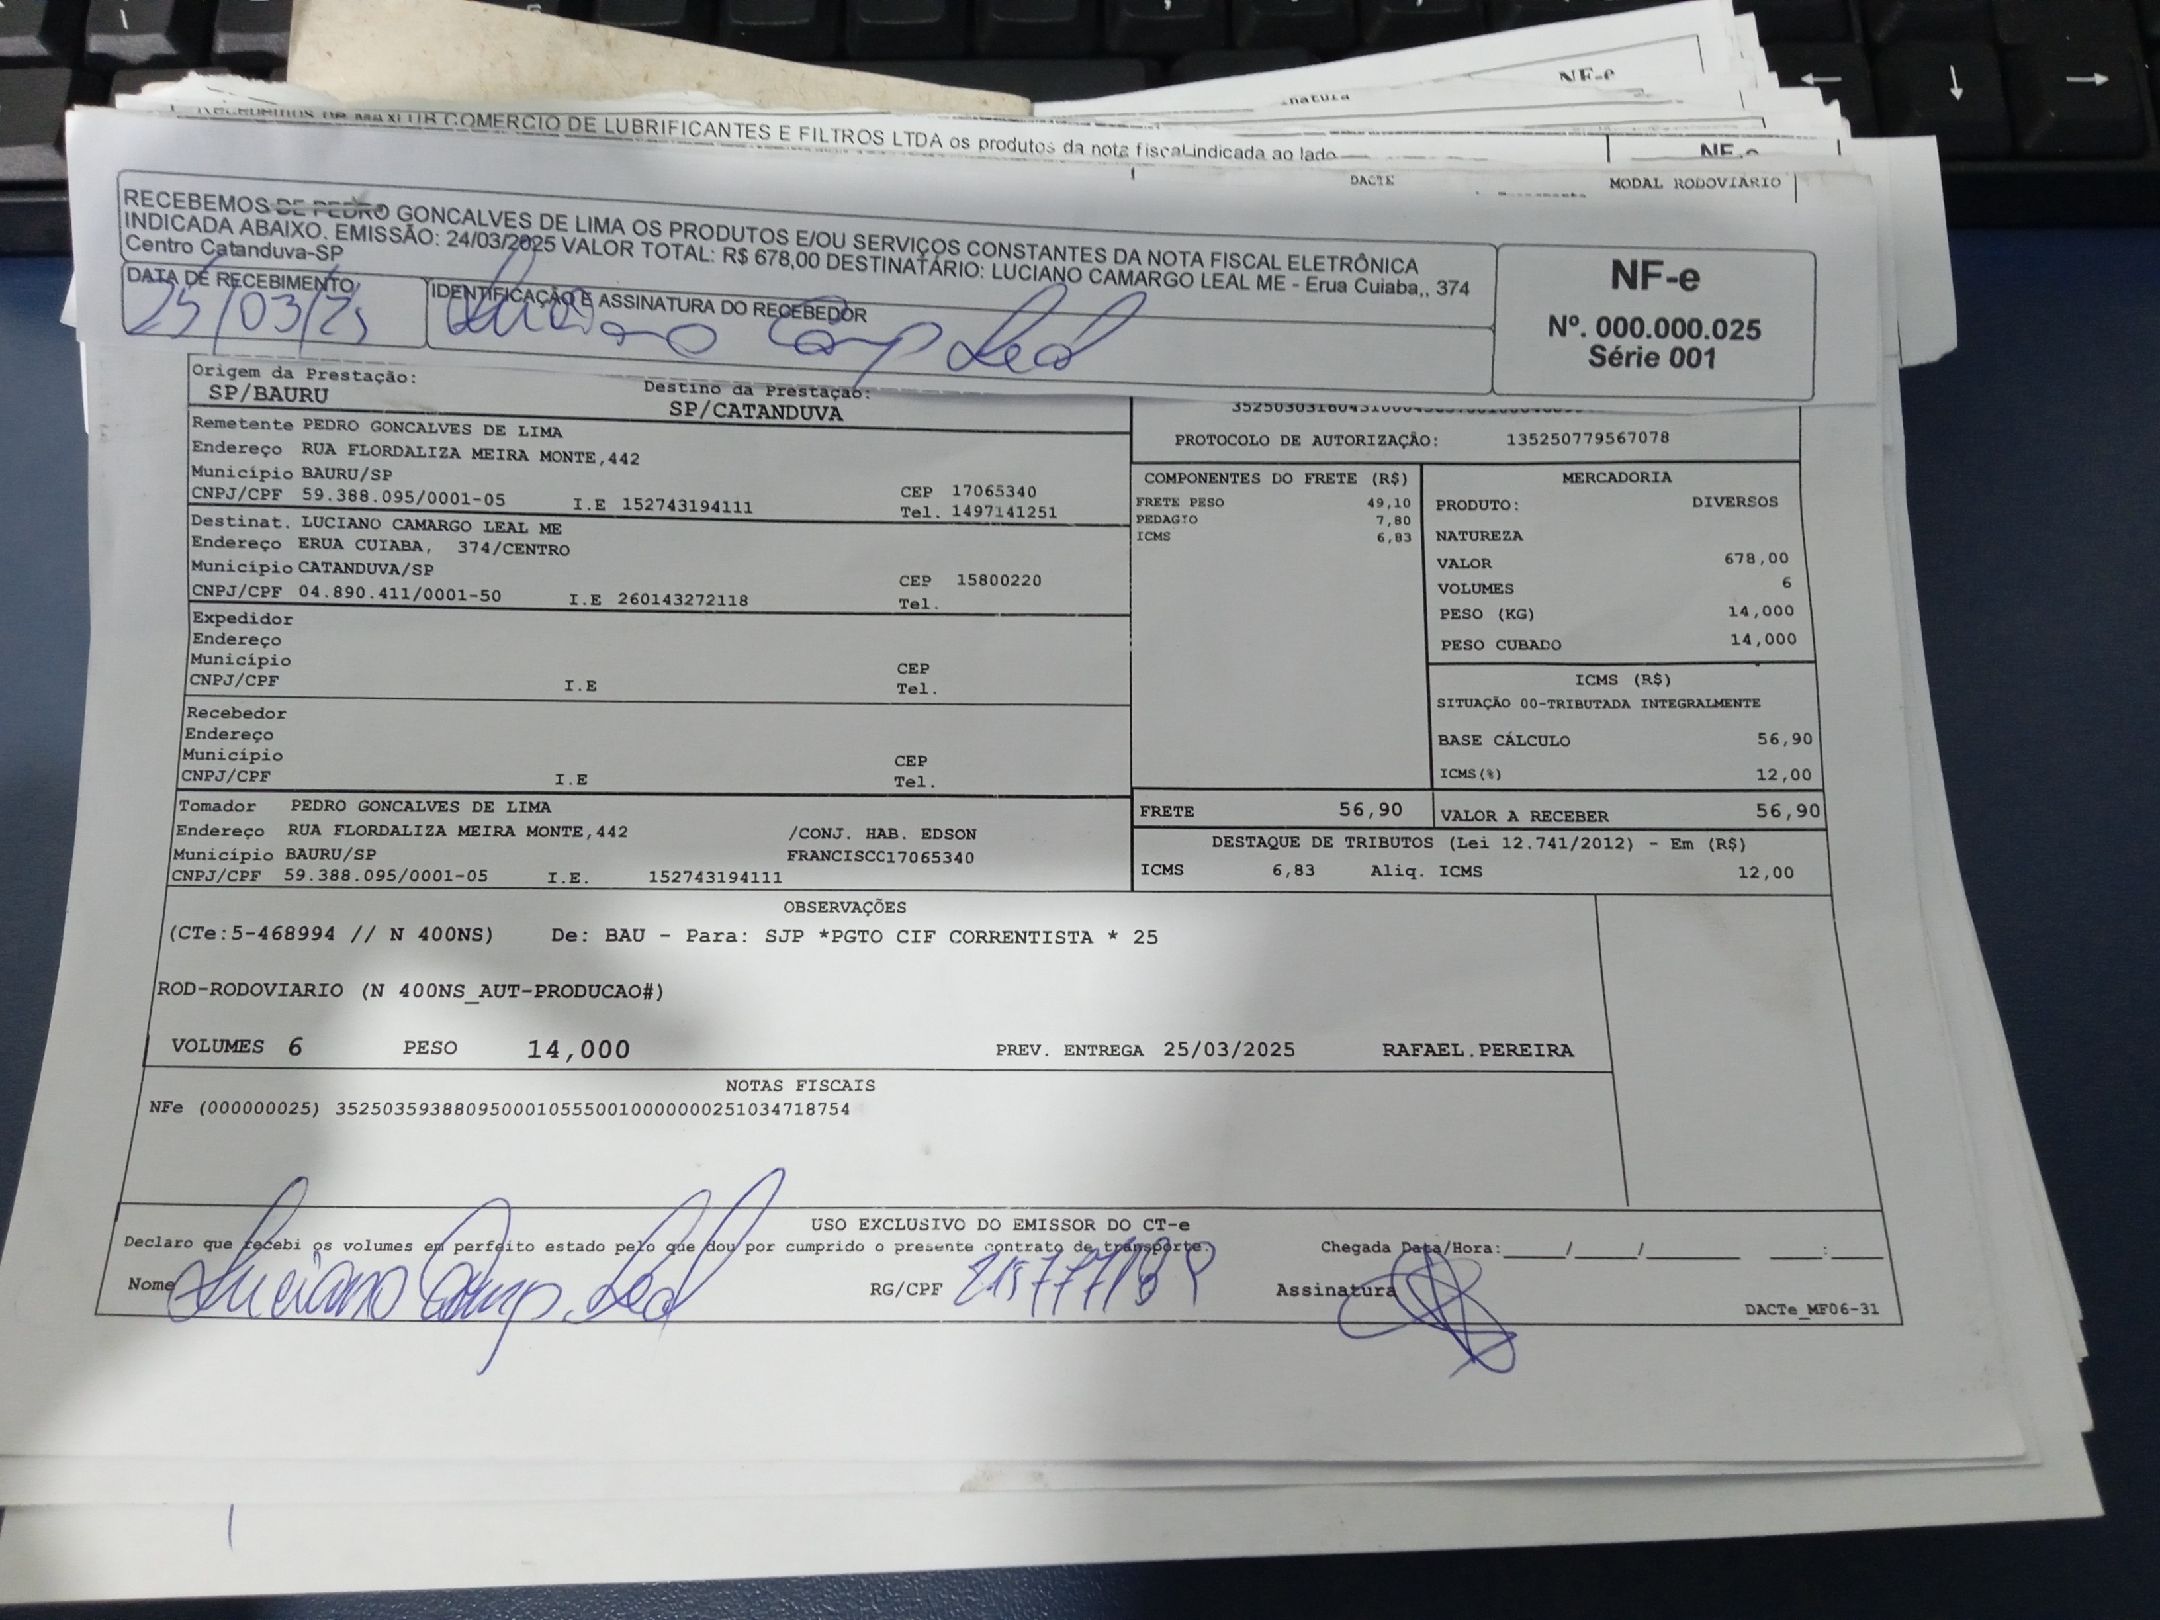 NF-e
natura
COMERCIO DE LUBRIFICANTES E FILTROS LTDA os produtos da nota fiscal indicada ao lado
NF-e
DACTE
MODAL RODOVIÁRIO
RECEBEMOS DE PEDRO GONCALVES DE LIMA OS PRODUTOS E/OU SERVIÇOS CONSTANTES DA NOTA FISCAL ELETRÔNICA
INDICADA ABAIXO. EMISSÃO: 24/03/2025 VALOR TOTAL: R$ 678,00 DESTINATÁRIO: LUCIANO CAMARGO LEAL ME - Erua Cuiaba,, 374
Centro Catanduva-SP
DATA DE RECEBIMENTO
25/03/25
IDENTIFICAÇÃO E ASSINATURA DO RECEBEDOR
Luciano Camp Leal
NF-e
Nº. 000.000.025
Série 001
Origem da Prestação:
SP/BAURU
Destino da Prestação:
SP/CATANDUVA
Remetente PEDRO GONCALVES DE LIMA
Endereço RUA FLORDALIZA MEIRA MONTE,442
Município BAURU/SP
CEP 17065340
CNPJ/CPF 59.388.095/0001-05 I.E 152743194111 Tel. 1497141251
Destinat. LUCIANO CAMARGO LEAL ME
Endereço ERUA CUIABA, 374/CENTRO
Município CATANDUVA/SP
CEP 15800220
CNPJ/CPF 04.890.411/0001-50 I.E 260143272118 Tel.
Expedidor
Endereço
Município CEP
CNPJ/CPF I.E Tel.
Recebedor
Endereço
Município CEP
CNPJ/CPF I.E Tel.
Tomador PEDRO GONCALVES DE LIMA
Endereço RUA FLORDALIZA MEIRA MONTE,442 /CONJ. HAB. EDSON
Município BAURU/SP FRANCISCC17065340
CNPJ/CPF 59.388.095/0001-05 I.E. 152743194111
PROTOCOLO DE AUTORIZAÇÃO: 135250779567078
COMPONENTES DO FRETE (R$)
FRETE PESO 49,10
PEDAGIO 7,80
ICMS 6,83
MERCADORIA
PRODUTO: DIVERSOS
NATUREZA
VALOR 678,00
VOLUMES 6
PESO (KG) 14,000
PESO CUBADO 14,000
ICMS (R$)
SITUAÇÃO 00-TRIBUTADA INTEGRALMENTE
BASE CÁLCULO 56,90
ICMS(%) 12,00
FRETE 56,90
VALOR A RECEBER 56,90
DESTAQUE DE TRIBUTOS (Lei 12.741/2012) - Em (R$)
ICMS 6,83 Aliq. ICMS 12,00
OBSERVAÇÕES
(CTe:5-468994 // N 400NS) De: BAU - Para: SJP *PGTO CIF CORRENTISTA * 25
ROD-RODOVIARIO (N 400NS_AUT-PRODUCAO#)
VOLUMES 6 PESO 14,000 PREV. ENTREGA 25/03/2025 RAFAEL.PEREIRA
NOTAS FISCAIS
NFe (000000025) 35250359388095000105550010000000251034718754
USO EXCLUSIVO DO EMISSOR DO CT-e
Declaro que recebi os volumes em perfeito estado pelo que dou por cumprido o presente contrato de transporte.
Chegada Data/Hora:_____/_____/_______ ____:____
Nome Luciano Camp. Leal RG/CPF Assinatura
DACTe_MF06-31